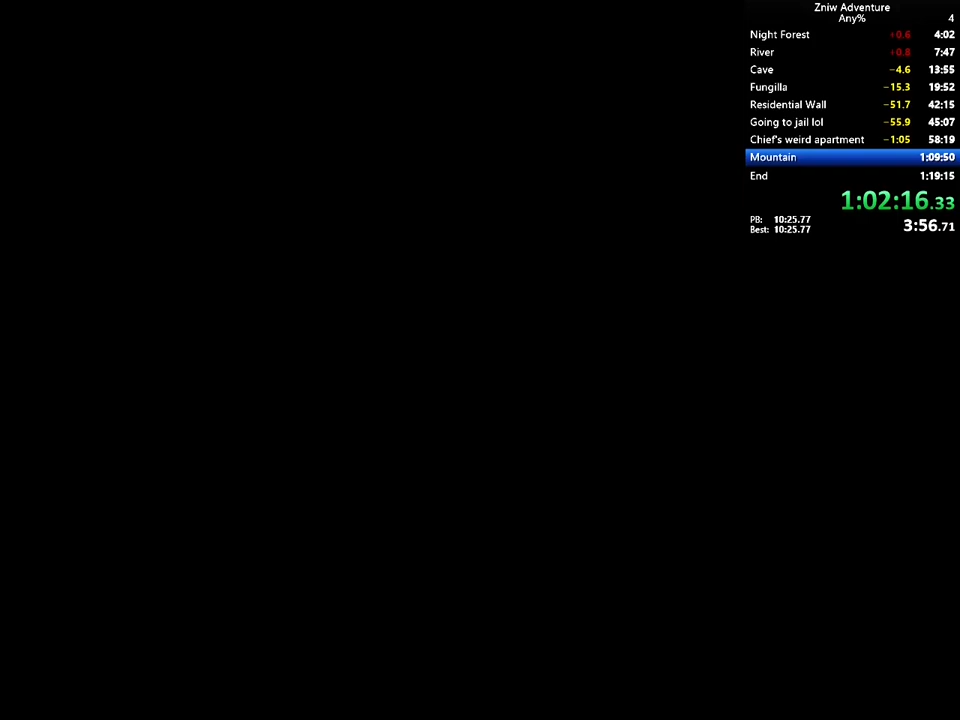 Zniw Adventure
Any% 4
Night Forest +0.6 4:02
River +0.8 7:47
Cave −4.6 13:55
Fungilla −15.3 19:52
Residential Wall −51.7 42:15
Going to jail lol −55.9 45:07
Chief's weird apartment −1:05 58:19
Mountain 1:09:50
End 1:19:15
1:02:16.33
PB: 10:25.77
Best: 10:25.77
3:56.71